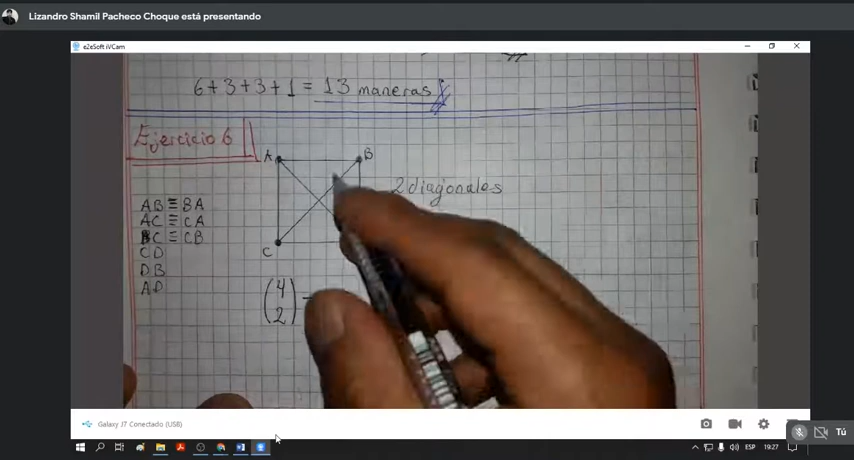 Lizandro Shamil Pacheco Choque está presentando
e2eSoft iVCam
6+3+3+1 = 13 maneras
Ejercicio 6
A
B
2 diagonales
AB ≡ BA
AC ≡ CA
BC ≡ CB
CD
DB
AD
C
4
2
Galaxy J7 Conectado (USB)
Tú
ESP
19:27